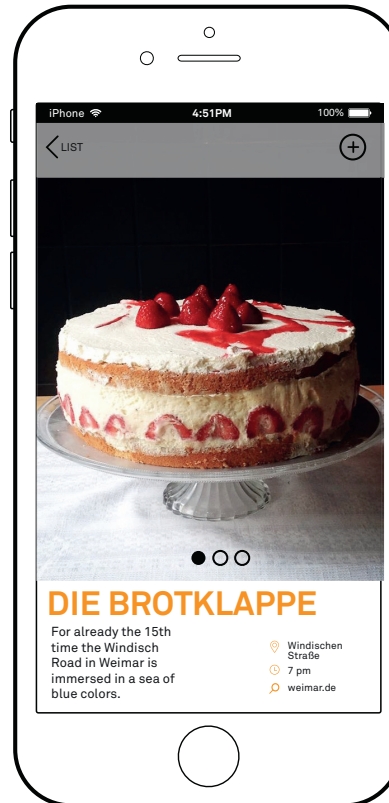 iPhone 4:51PM 100%
LIST
DIE BROTKLAPPE
For already the 15th
time the Windisch
Road in Weimar is
immersed in a sea of
blue colors.
Windischen
Straße
7 pm
weimar.de